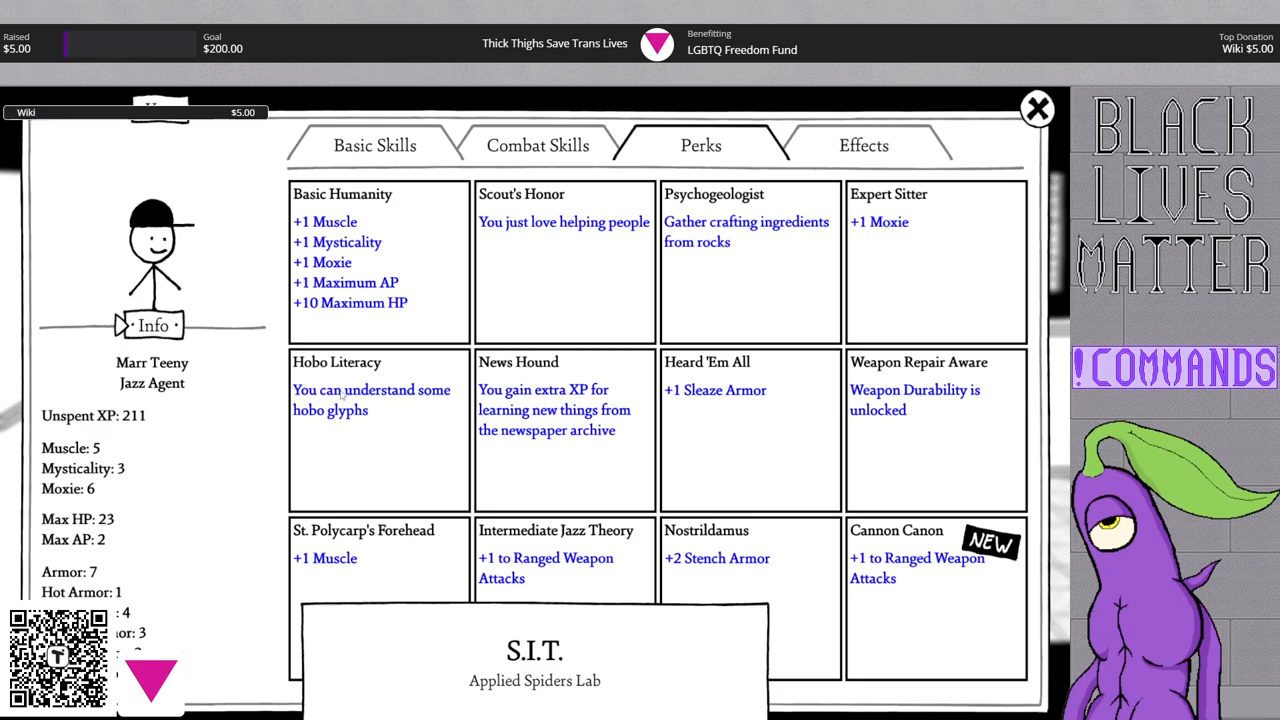 Raised
$5.00
Goal
$200.00
Thick Thighs Save Trans Lives
Benefitting
LGBTQ Freedom Fund
Top Donation
Wiki $5.00
Wiki $5.00
Basic Skills
Combat Skills
Perks
Effects
Basic Humanity
+1 Muscle
+1 Mysticality
+1 Moxie
+1 Maximum AP
+10 Maximum HP
Scout's Honor
You just love helping people
Psychogeologist
Gather crafting ingredients
from rocks
Expert Sitter
+1 Moxie
Hobo Literacy
You can understand some
hobo glyphs
News Hound
You gain extra XP for
learning new things from
the newspaper archive
Heard 'Em All
+1 Sleaze Armor
Weapon Repair Aware
Weapon Durability is
unlocked
St. Polycarp's Forehead
+1 Muscle
Intermediate Jazz Theory
+1 to Ranged Weapon
Attacks
Nostrildamus
+2 Stench Armor
Cannon Canon
NEW
+1 to Ranged Weapon
Attacks
Info
Marr Teeny
Jazz Agent
Unspent XP: 211
Muscle: 5
Mysticality: 3
Moxie: 6
Max HP: 23
Max AP: 2
Armor: 7
Hot Armor: 1
: 4
or: 3
S.I.T.
Applied Spiders Lab
BLACK
LIVES
MATTER
!COMMANDS